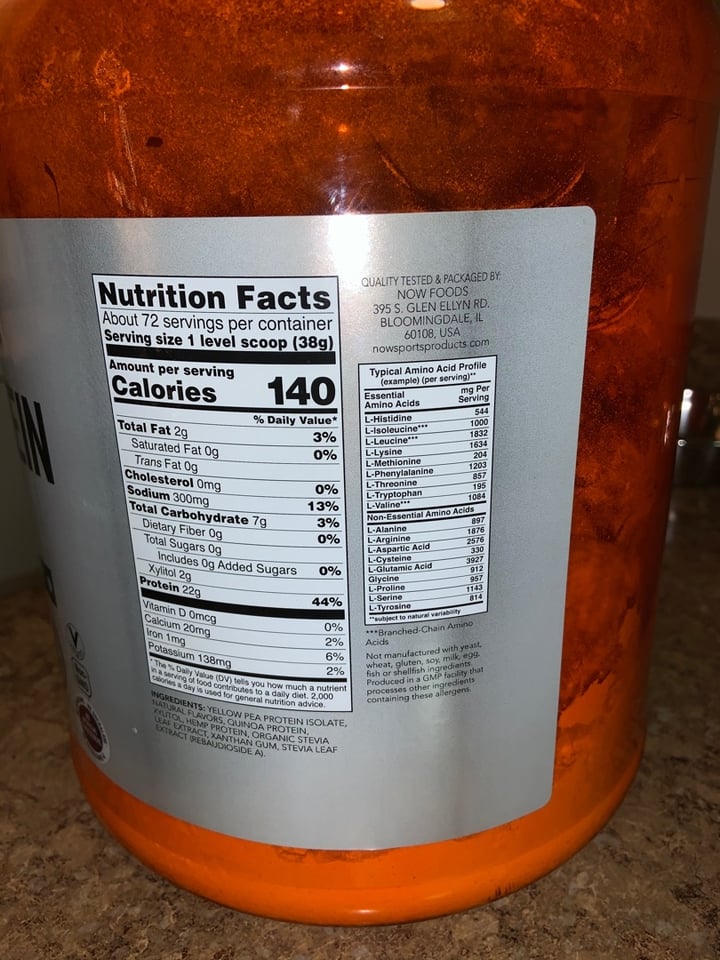 EIN
Nutrition Facts
About 72 servings per container
Serving size 1 level scoop (38g)
Amount per serving
Calories 140
% Daily Value*
Total Fat 2g 3%
Saturated Fat 0g 0%
Trans Fat 0g
Cholesterol 0mg 0%
Sodium 300mg 13%
Total Carbohydrate 7g 3%
Dietary Fiber 0g 0%
Total Sugars 0g
Includes 0g Added Sugars 0%
Xylitol 2g
Protein 22g 44%
Vitamin D 0mcg 0%
Calcium 20mg 2%
Iron 1mg 6%
Potassium 138mg 2%
* The % Daily Value (DV) tells you how much a nutrient
in a serving of food contributes to a daily diet. 2,000
calories a day is used for general nutrition advice.
INGREDIENTS: YELLOW PEA PROTEIN ISOLATE,
NATURAL FLAVORS, QUINOA PROTEIN,
XYLITOL, HEMP PROTEIN, ORGANIC STEVIA
LEAF EXTRACT, XANTHAN GUM, STEVIA LEAF
EXTRACT (REBAUDIOSIDE A).
QUALITY TESTED & PACKAGED BY:
NOW FOODS
395 S. GLEN ELLYN RD.
BLOOMINGDALE, IL
60108, USA
nowsportsproducts.com
Typical Amino Acid Profile
(example) (per serving)**
Essential mg Per
Amino Acids Serving
L-Histidine 544
L-Isoleucine*** 1000
L-Leucine*** 1832
L-Lysine 1634
L-Methionine 204
L-Phenylalanine 1203
L-Threonine 857
L-Tryptophan 195
L-Valine*** 1084
Non-Essential Amino Acids
L-Alanine 897
L-Arginine 1876
L-Aspartic Acid 2576
L-Cysteine 330
L-Glutamic Acid 3927
Glycine 912
L-Proline 957
L-Serine 1143
L-Tyrosine 814
**subject to natural variability
***Branched-Chain Amino
Acids
Not manufactured with yeast,
wheat, gluten, soy, milk, egg,
fish or shellfish ingredients.
Produced in a GMP facility that
processes other ingredients
containing these allergens.